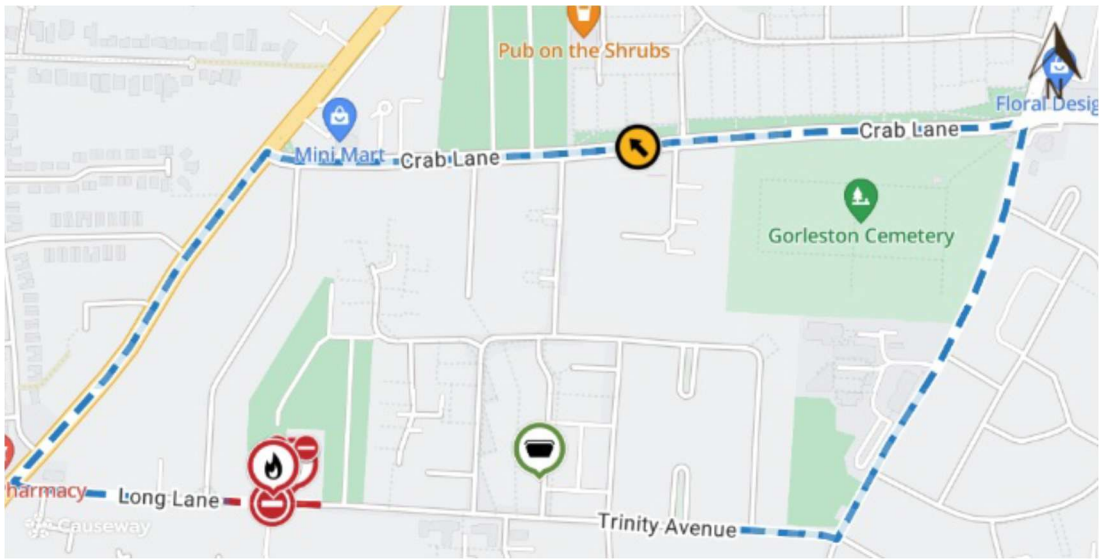 Pub on the Shrubs
N
Floral Desig
Mini Mart
Crab Lane
Crab Lane
Gorleston Cemetery
harmacy
Long Lane
Trinity Avenue
Causeway